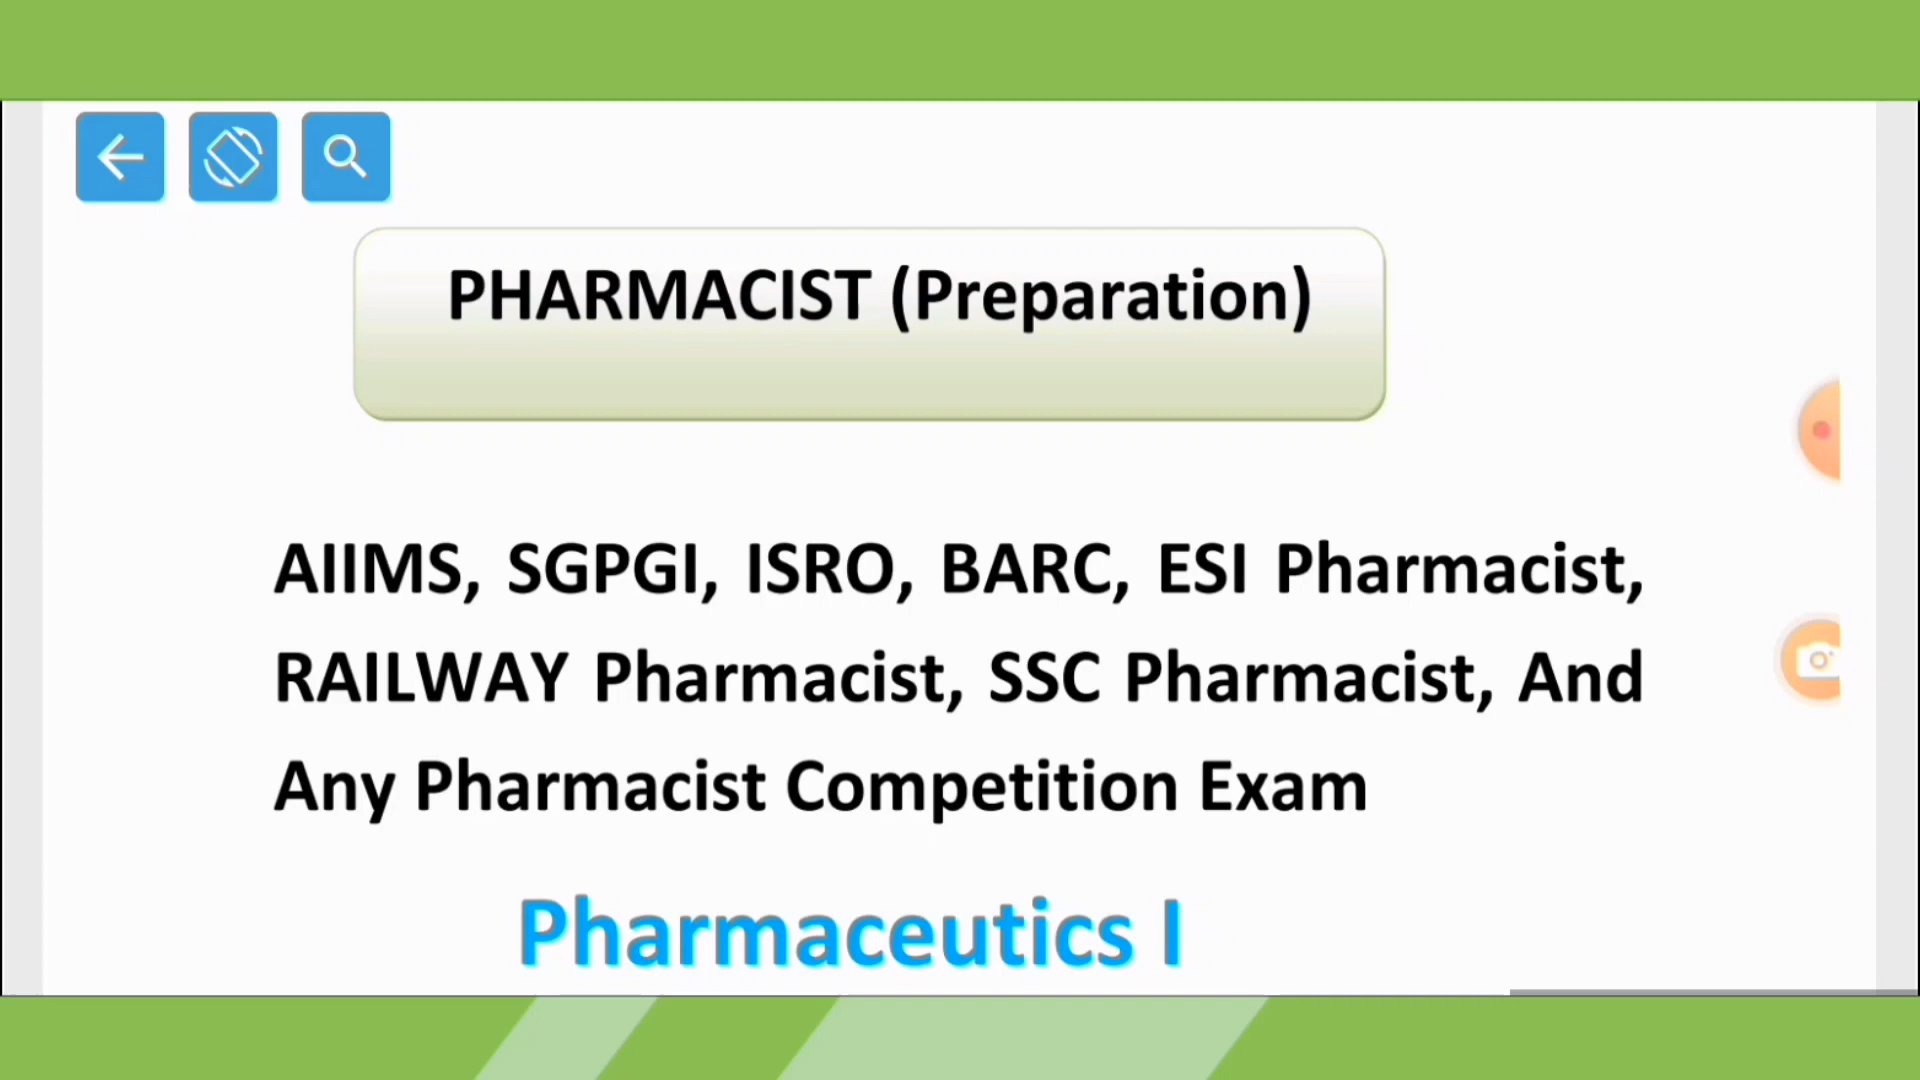 PHARMACIST (Preparation)
AIIMS, SGPGI, ISRO, BARC, ESI Pharmacist,
RAILWAY Pharmacist, SSC Pharmacist, And
Any Pharmacist Competition Exam
Pharmaceutics I